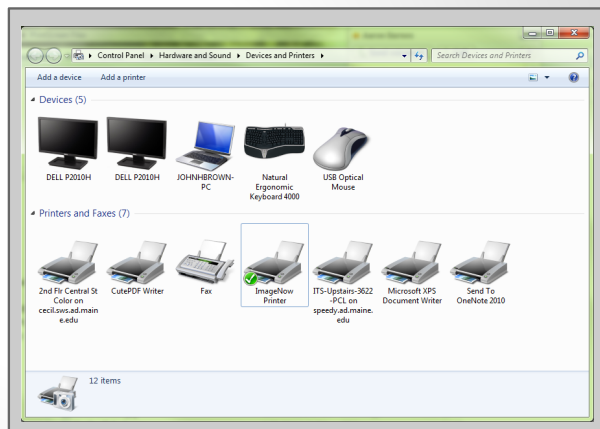 Control Panel ▸ Hardware and Sound ▸ Devices and Printers ▸
Search Devices and Printers
Add a device Add a printer
Devices (5)
DELL P2010H
DELL P2010H
JOHNHBROWN-
PC
Natural
Ergonomic
Keyboard 4000
USB Optical
Mouse
Printers and Faxes (7)
2nd Flr Central St
Color on
cecil.sws.ad.main
e.edu
CutePDF Writer
Fax
ImageNow
Printer
ITS-Upstairs-3622
-PCL on
speedy.ad.maine.
edu
Microsoft XPS
Document Writer
Send To
OneNote 2010
12 items